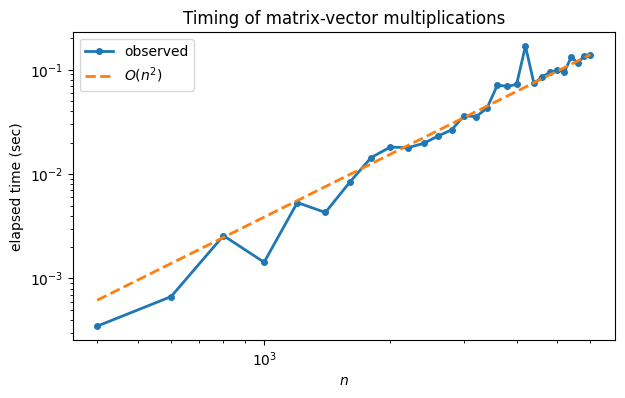 Timing of matrix-vector multiplications
observed
O(n²)
10⁻¹
10⁻²
10⁻³
elapsed time (sec)
10³
n